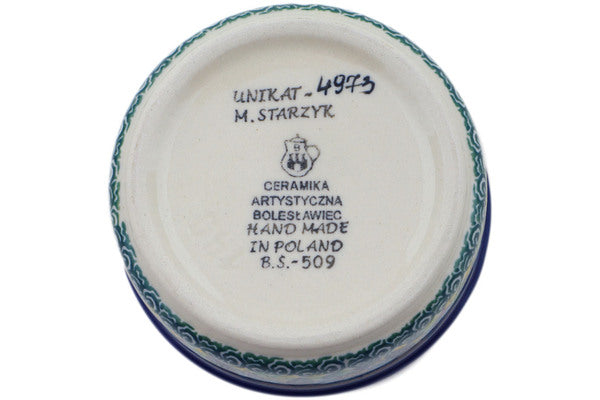 UNIKAT - 4973
M. STARZYK
B
CERAMIKA
ARTYSTYCZNA
BOLESŁAWIEC
HAND MADE
IN POLAND
B.S.-509